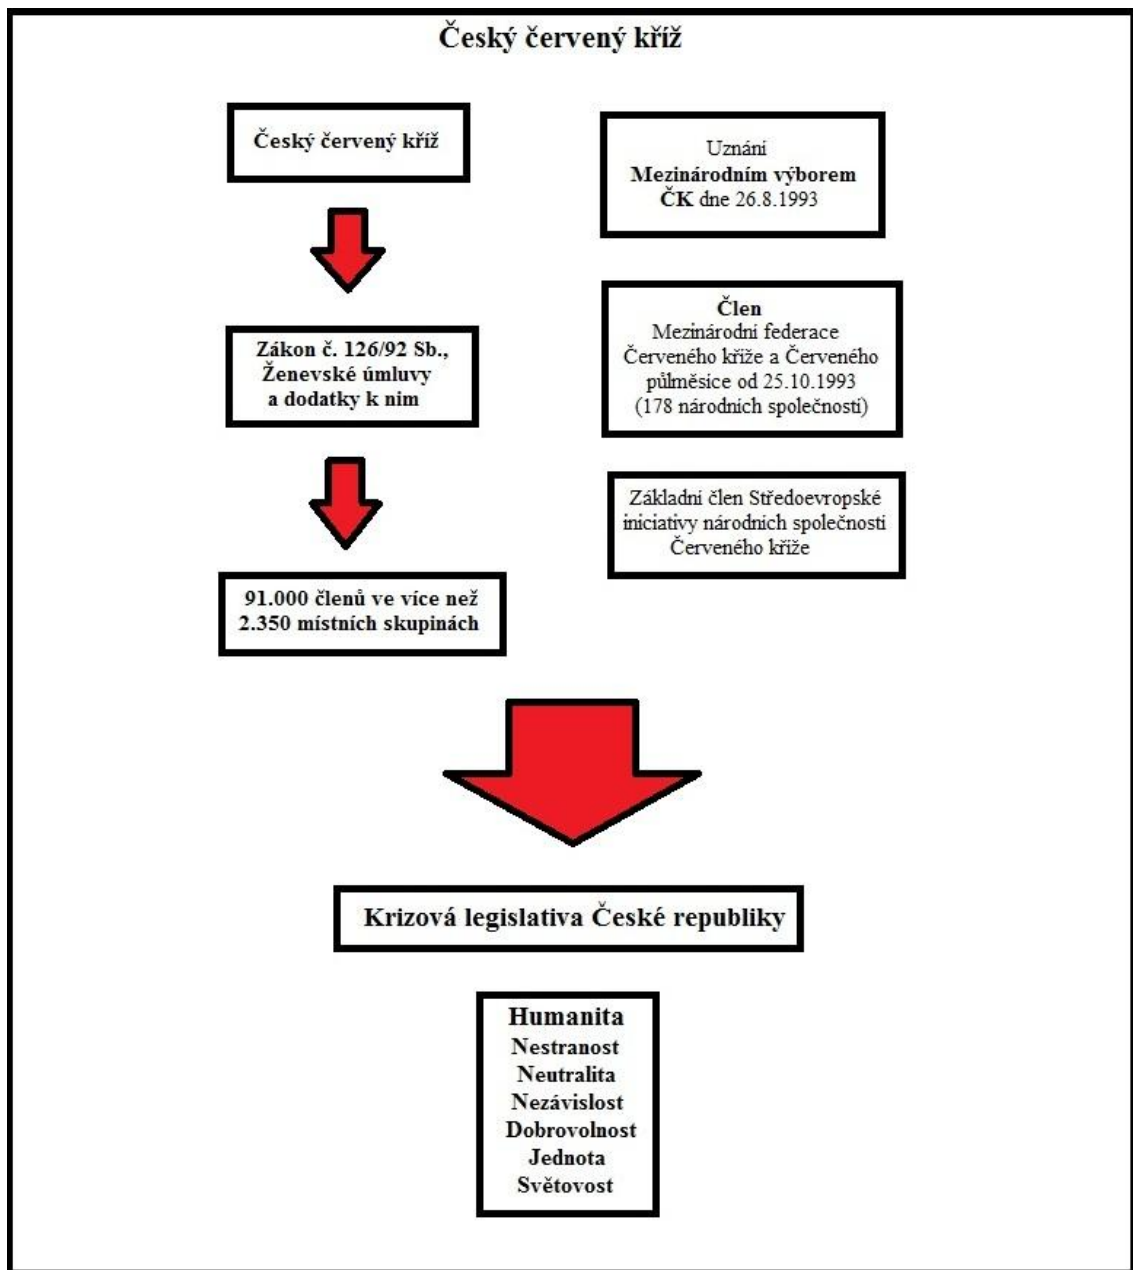 Český červený kříž
Český červený kříž
Zákon č. 126/92 Sb.,
Ženevské úmluvy
a dodatky k nim
91.000 členů ve více než
2.350 místních skupinách
Uznání
Mezinárodním výborem
ČK dne 26.8.1993
Člen
Mezinárodní federace
Červeného kříže a Červeného
půlměsíce od 25.10.1993
(178 národních společností)
Základní člen Středoevropské
iniciativy národních společností
Červeného kříže
Krizová legislativa České republiky
Humanita
Nestranost
Neutralita
Nezávislost
Dobrovolnost
Jednota
Světovost